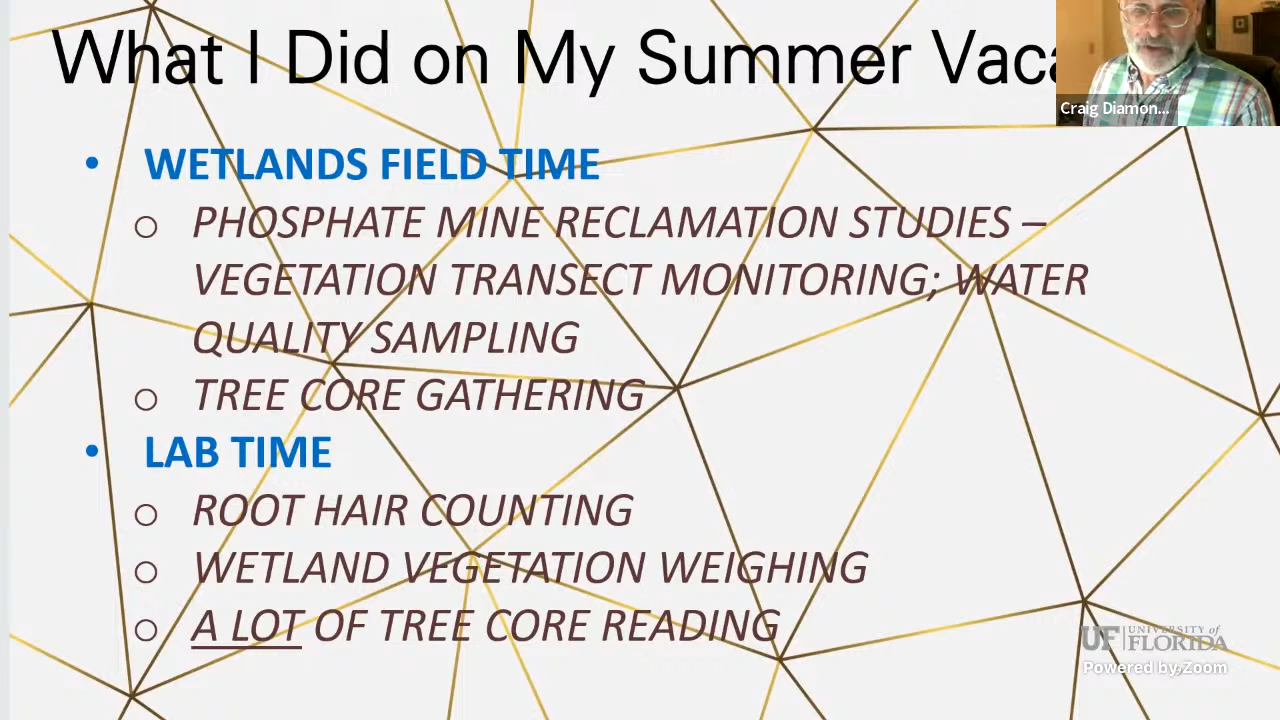 What I Did on My Summer Vaca
Craig Diamon...
• WETLANDS FIELD TIME
o PHOSPHATE MINE RECLAMATION STUDIES –
VEGETATION TRANSECT MONITORING; WATER
QUALITY SAMPLING
o TREE CORE GATHERING
• LAB TIME
o ROOT HAIR COUNTING
o WETLAND VEGETATION WEIGHING
o A LOT OF TREE CORE READING
UF UNIVERSITY of
FLORIDA
Powered by Zoom